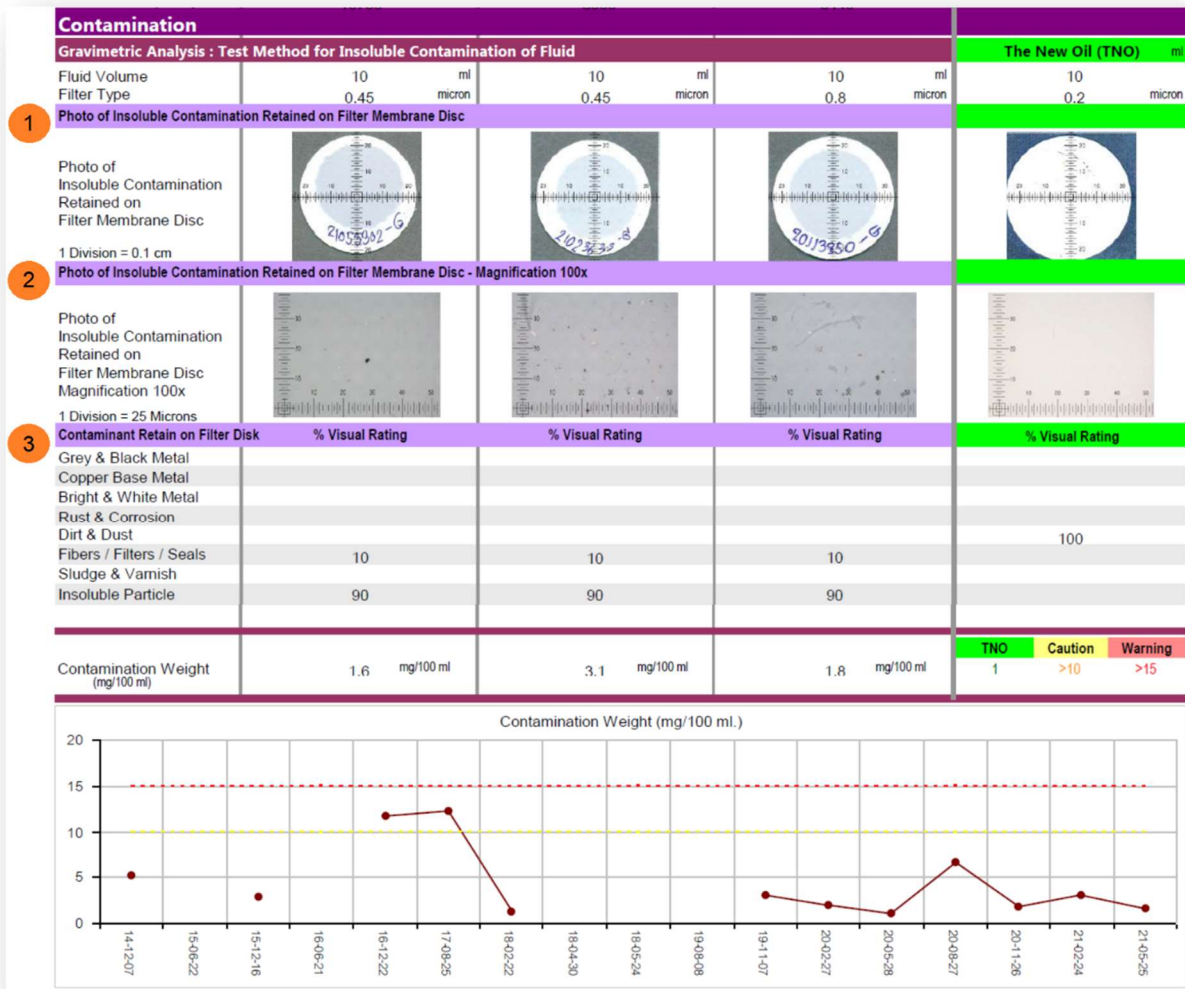 Contamination
Gravimetric Analysis : Test Method for Insoluble Contamination of Fluid The New Oil (TNO) ml
Fluid Volume 10 ml 10 ml 10 ml 10
Filter Type 0.45 micron 0.45 micron 0.8 micron 0.2 micron
1
Photo of Insoluble Contamination Retained on Filter Membrane Disc
Photo of
Insoluble Contamination
Retained on
Filter Membrane Disc
1 Division = 0.1 cm
2
Photo of Insoluble Contamination Retained on Filter Membrane Disc - Magnification 100x
Photo of
Insoluble Contamination
Retained on
Filter Membrane Disc
Magnification 100x
1 Division = 25 Microns
3
Contaminant Retain on Filter Disk % Visual Rating % Visual Rating % Visual Rating % Visual Rating
Grey & Black Metal
Copper Base Metal
Bright & White Metal
Rust & Corrosion
Dirt & Dust 100
Fibers / Filters / Seals 10 10 10
Sludge & Varnish
Insoluble Particle 90 90 90
TNO Caution Warning
Contamination Weight 1.6 mg/100 ml 3.1 mg/100 ml 1.8 mg/100 ml 1 >10 >15
(mg/100 ml)
Contamination Weight (mg/100 ml.)
20
15
10
5
0
14-12-07 15-06-22 15-12-16 16-06-21 16-12-22 17-08-25 18-02-22 18-04-30 18-05-24 19-08-08 19-11-07 20-02-27 20-05-28 20-08-27 20-11-26 21-02-24 21-05-25